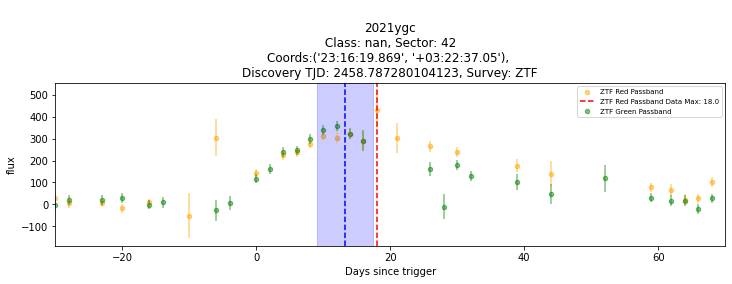 2021ygc
Class: nan, Sector: 42
Coords:('23:16:19.869', '+03:22:37.05'),
Discovery TJD: 2458.787280104123, Survey: ZTF
ZTF Red Passband
ZTF Red Passband Data Max: 18.0
ZTF Green Passband
flux
500
400
300
200
100
0
−100
−20
0
20
40
60
Days since trigger